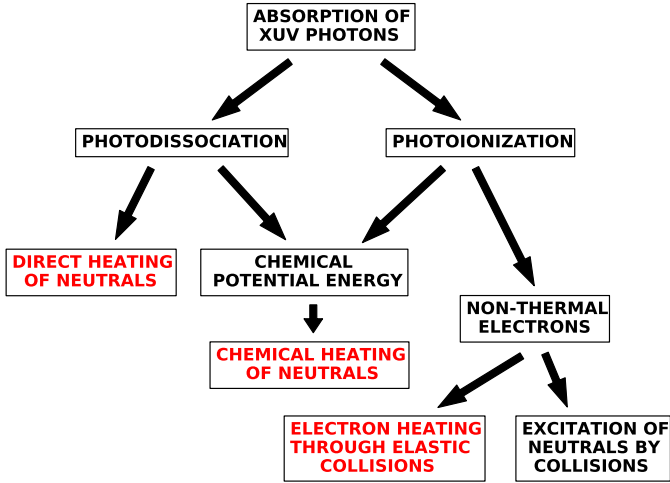 ABSORPTION OF
XUV PHOTONS
PHOTODISSOCIATION
PHOTOIONIZATION
DIRECT HEATING
OF NEUTRALS
CHEMICAL
POTENTIAL ENERGY
NON-THERMAL
ELECTRONS
CHEMICAL HEATING
OF NEUTRALS
ELECTRON HEATING
THROUGH ELASTIC
COLLISIONS
EXCITATION OF
NEUTRALS BY
COLLISIONS